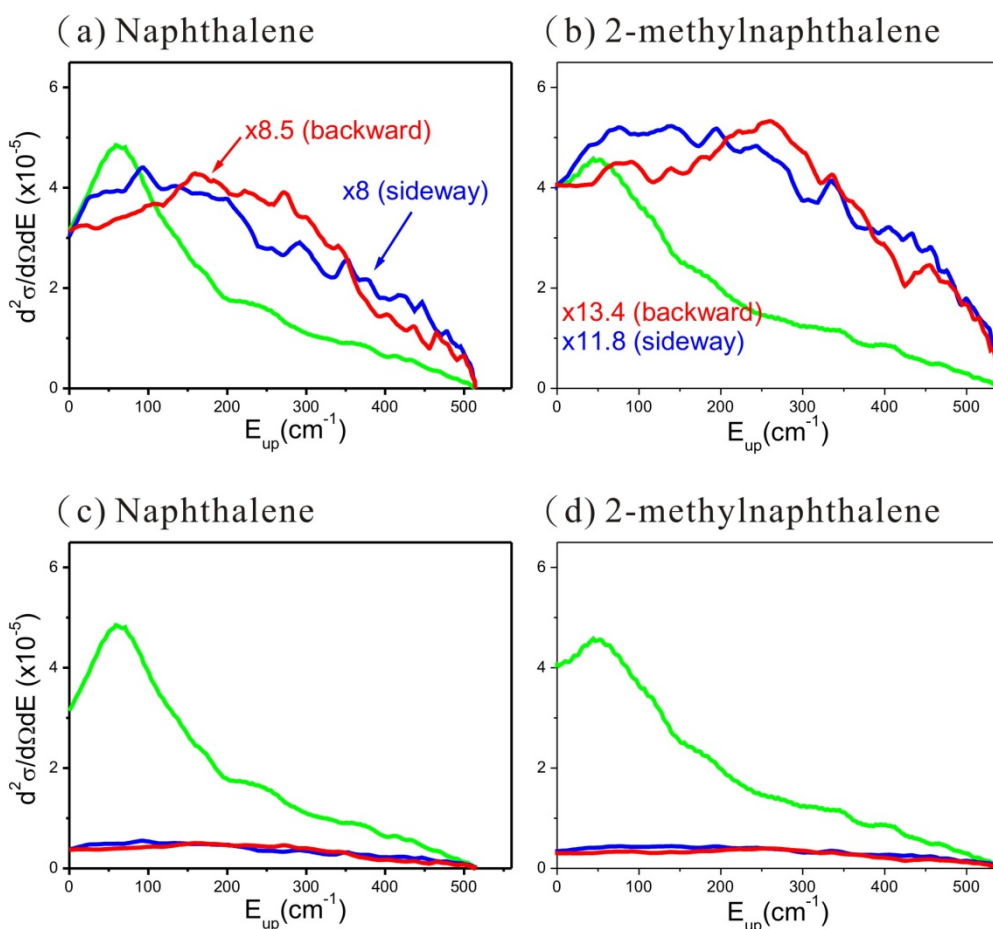 (a) Naphthalene
(b) 2-methylnaphthalene
d²σ/dΩdE (x10⁻⁵)
6
4
2
0
x8.5 (backward)
x8 (sideway)
0 100 200 300 400 500
E_up(cm⁻¹)
6
4
2
0
x13.4 (backward)
x11.8 (sideway)
0 100 200 300 400 500
E_up(cm⁻¹)
(c) Naphthalene
(d) 2-methylnaphthalene
d²σ/dΩdE (x10⁻⁵)
6
4
2
0
0 100 200 300 400 500
E_up(cm⁻¹)
6
4
2
0
0 100 200 300 400 500
E_up(cm⁻¹)